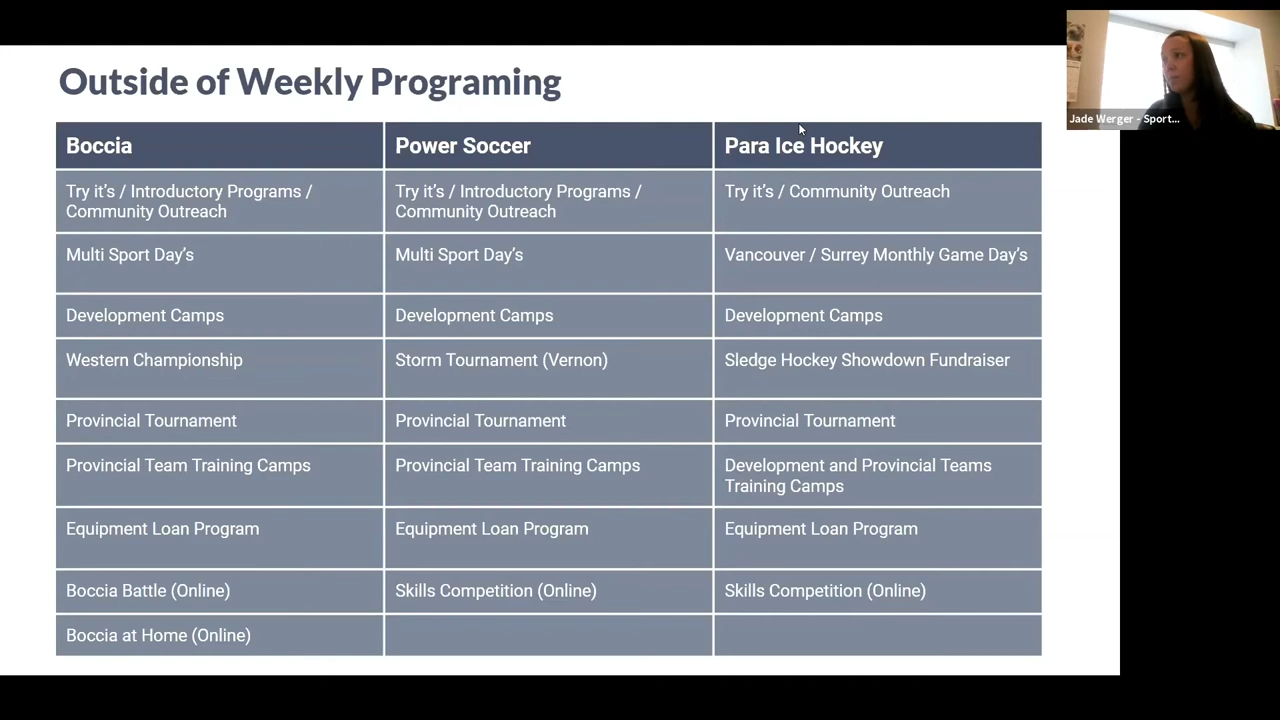 Outside of Weekly Programing
Boccia
Power Soccer
Para Ice Hockey
Try it's / Introductory Programs /
Community Outreach
Try it's / Introductory Programs /
Community Outreach
Try it's / Community Outreach
Multi Sport Day's
Multi Sport Day's
Vancouver / Surrey Monthly Game Day's
Development Camps
Development Camps
Development Camps
Western Championship
Storm Tournament (Vernon)
Sledge Hockey Showdown Fundraiser
Provincial Tournament
Provincial Tournament
Provincial Tournament
Provincial Team Training Camps
Provincial Team Training Camps
Development and Provincial Teams
Training Camps
Equipment Loan Program
Equipment Loan Program
Equipment Loan Program
Boccia Battle (Online)
Skills Competition (Online)
Skills Competition (Online)
Boccia at Home (Online)
Jade Werger - Sport...